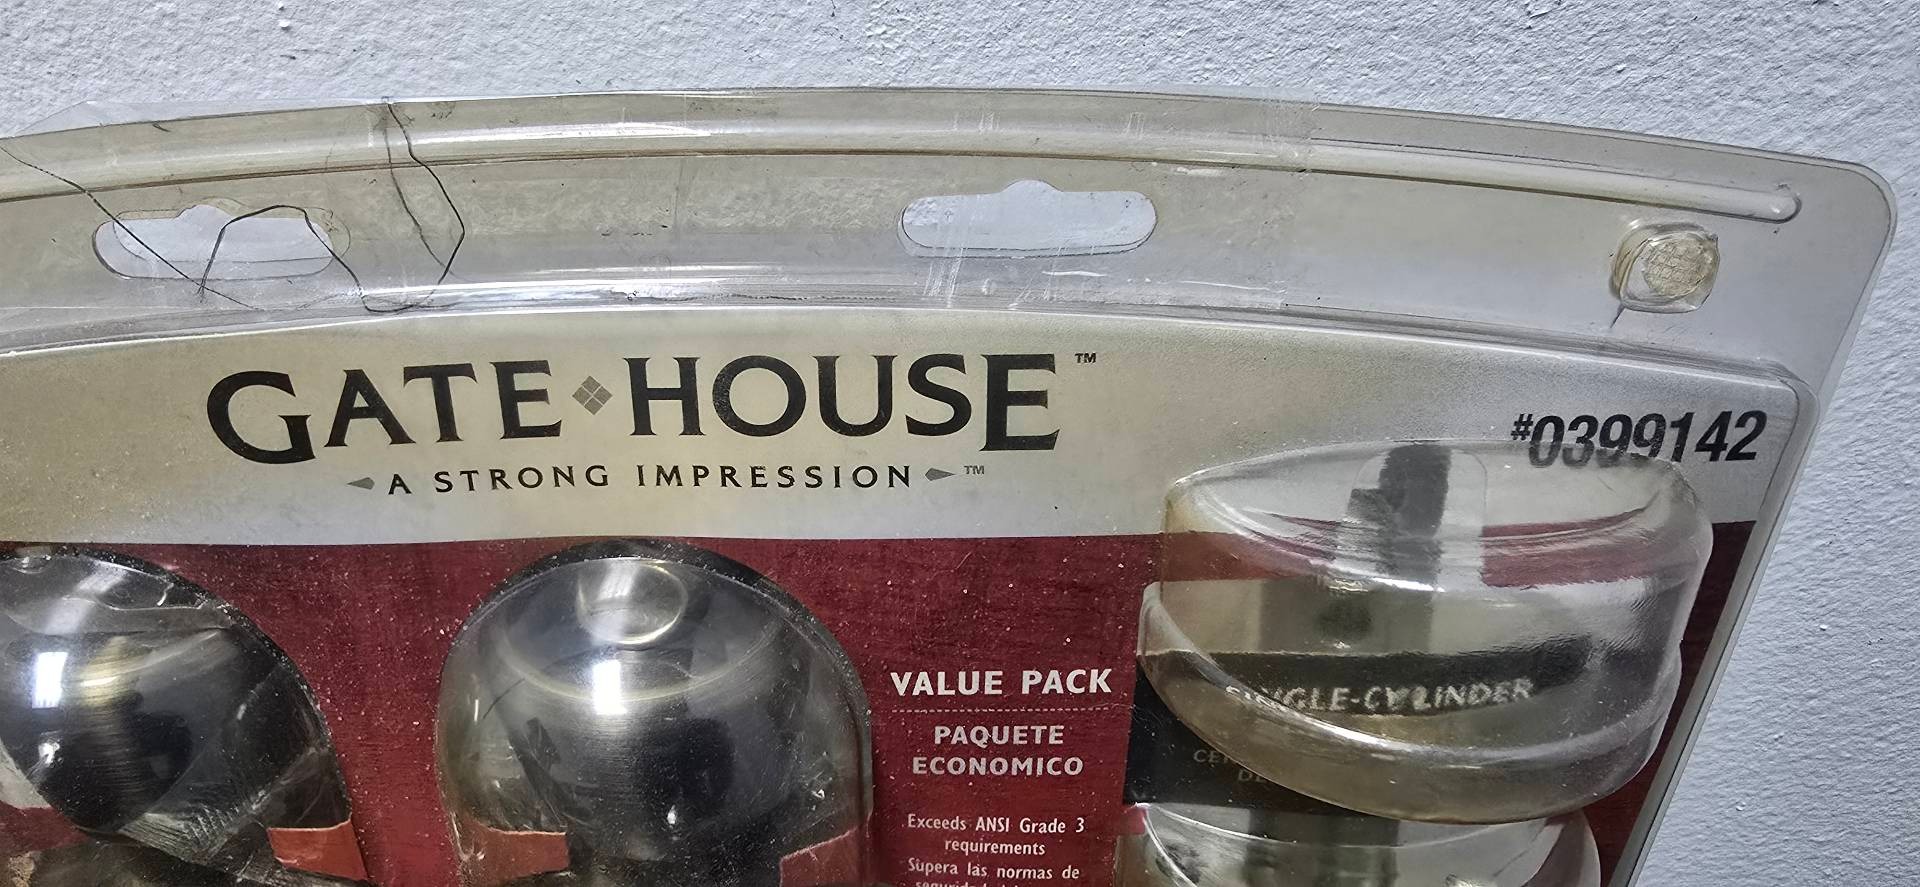 GATE HOUSE™
A STRONG IMPRESSION™
#0399142
VALUE PACK
PAQUETE
ECONOMICO
SINGLE-CYLINDER
Exceeds ANSI Grade 3
requirements
Supera las normas de